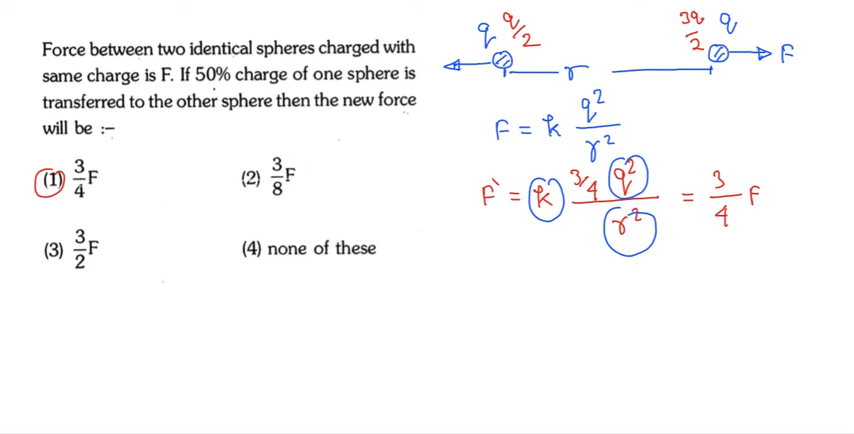 Force between two identical spheres charged with
same charge is F. If 50% charge of one sphere is
transferred to the other sphere then the new force
will be :–
(1) 3/4 F
(2) 3/8 F
(3) 3/2 F
(4) none of these
q q/2
3q/2 q
F
r
F = k q²/r²
F' = k 3/4 q²/r² = 3/4 F